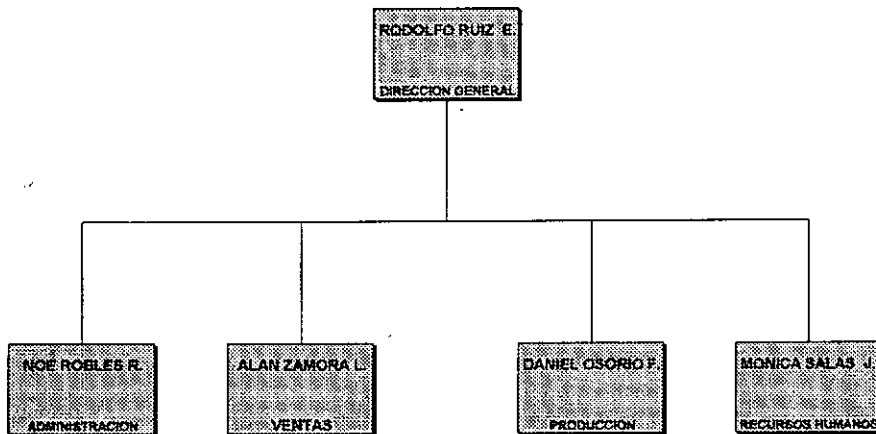 RODOLFO RUIZ E.
DIRECCION GENERAL
NOE ROBLES R.
ADMINISTRACION
ALAN ZAMORA L.
VENTAS
DANIEL OSORIO F.
PRODUCCION
MONICA SALAS J.
RECURSOS HUMANOS